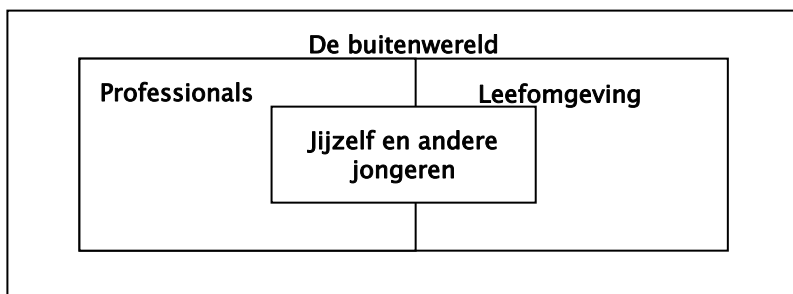 De buitenwereld
Professionals
Leefomgeving
Jijzelf en andere
jongeren